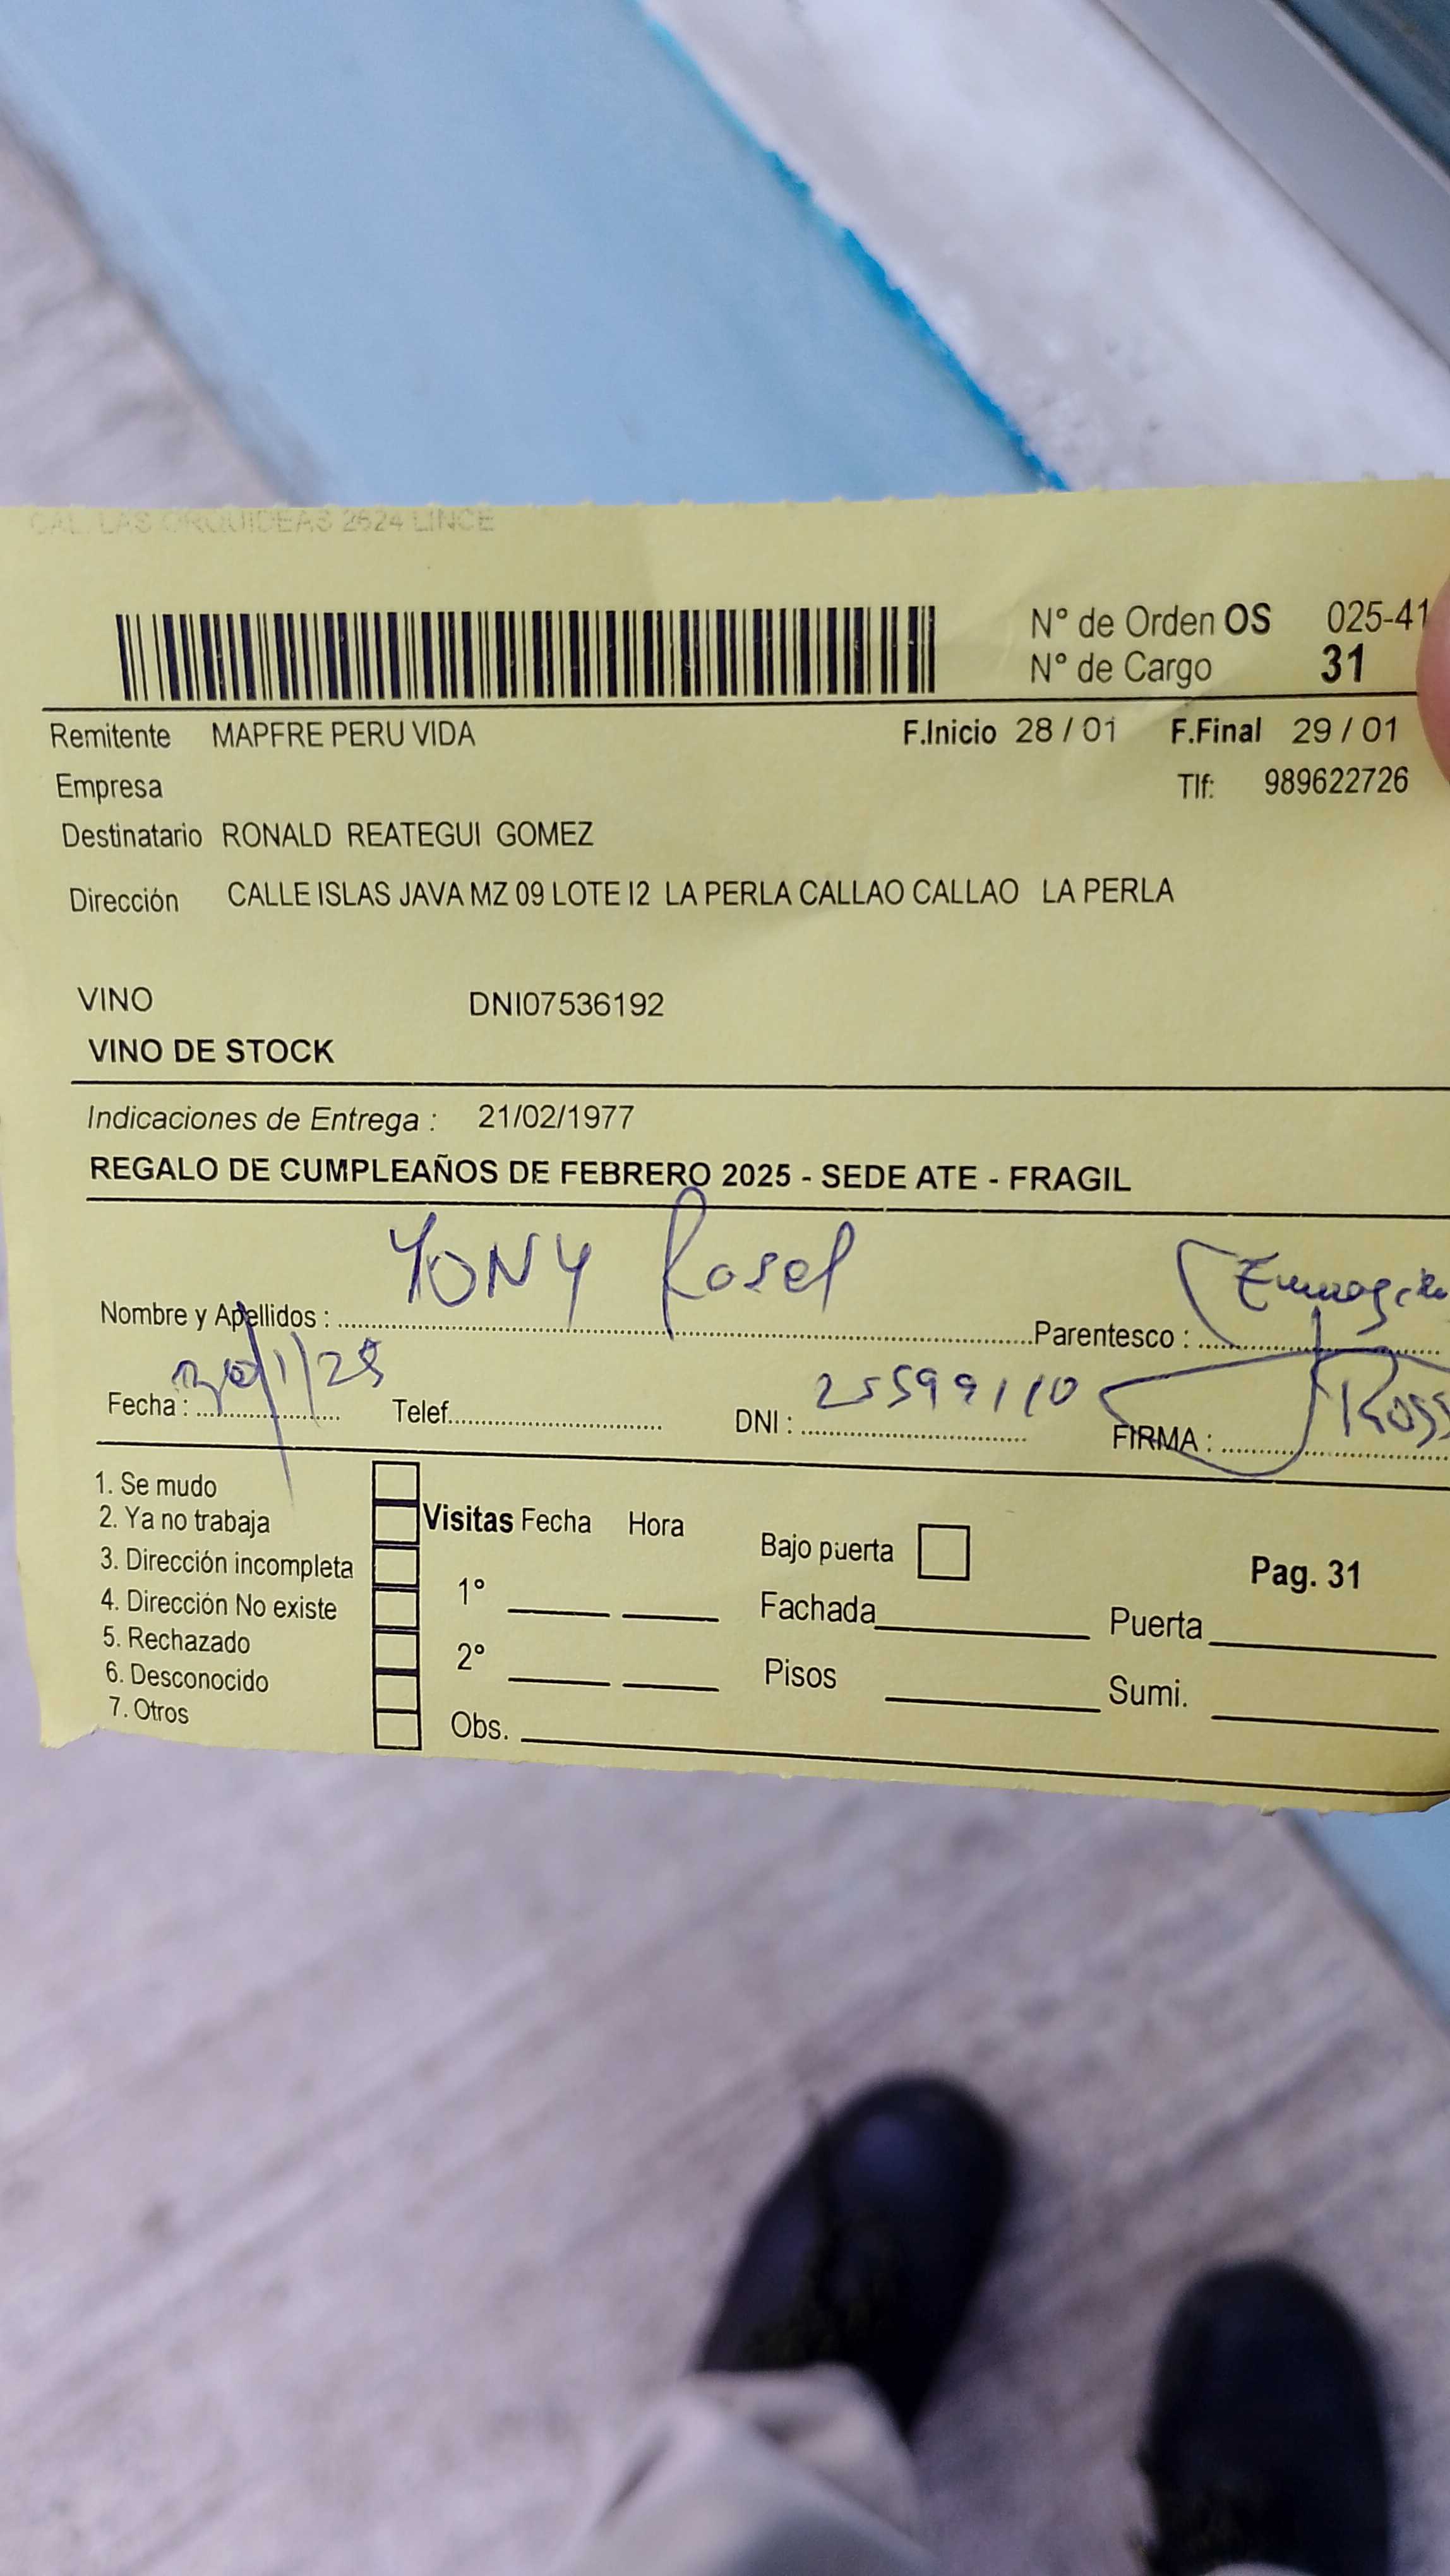 CAL. LAS ORQUIDEAS 2624 LINCE
N° de Orden OS 025-41
N° de Cargo 31
Remitente MAPFRE PERU VIDA F.Inicio 28 / 01 F.Final 29 / 01
Empresa Tlf: 989622726
Destinatario RONALD REATEGUI GOMEZ
Dirección CALLE ISLAS JAVA MZ 09 LOTE I2 LA PERLA CALLAO CALLAO LA PERLA
VINO DNI07536192
VINO DE STOCK
Indicaciones de Entrega : 21/02/1977
REGALO DE CUMPLEAÑOS DE FEBRERO 2025 - SEDE ATE - FRAGIL
Nombre y Apellidos : YONY Rosel Parentesco :
Fecha : Telef. DNI : 25599110 FIRMA :
1. Se mudo
2. Ya no trabaja
3. Dirección incompleta
4. Dirección No existe
5. Rechazado
6. Desconocido
7. Otros
Visitas Fecha Hora
1°
2°
Obs.
Bajo puerta Pag. 31
Fachada Puerta
Pisos Sumi.